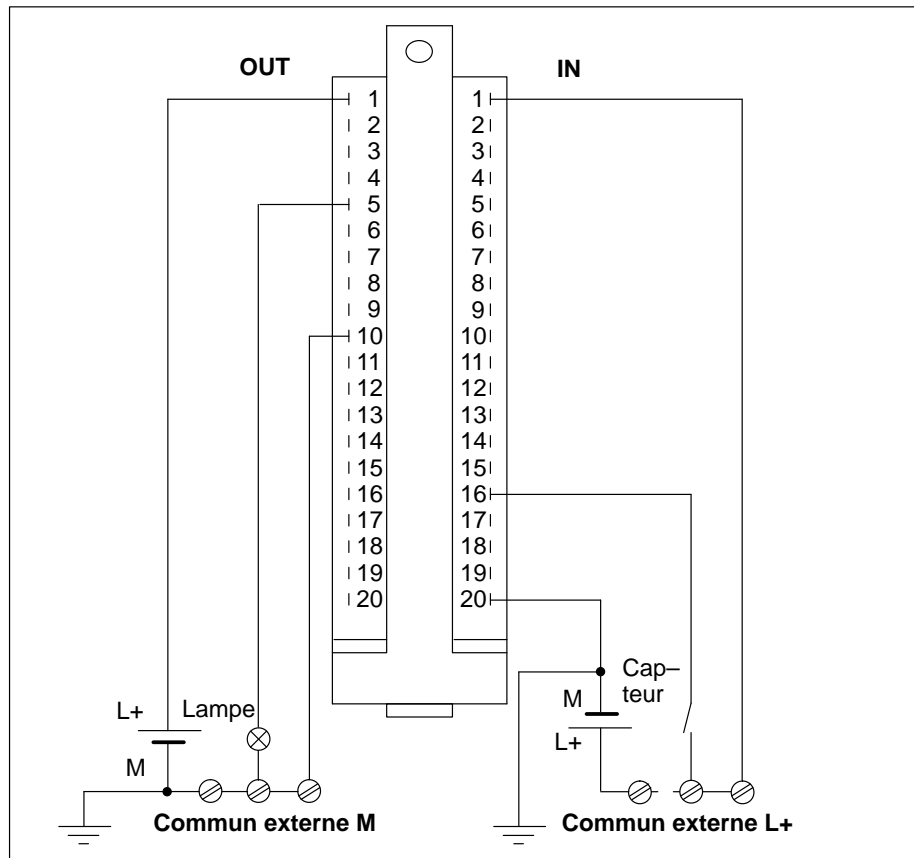 OUT IN
1 1
2 2
3 3
4 4
5 5
6 6
7 7
8 8
9 9
10 10
11 11
12 12
13 13
14 14
15 15
16 16
17 17
18 18
19 19
20 20
L+ Lampe
M
Commun externe M
Cap–
teur
M
L+
Commun externe L+